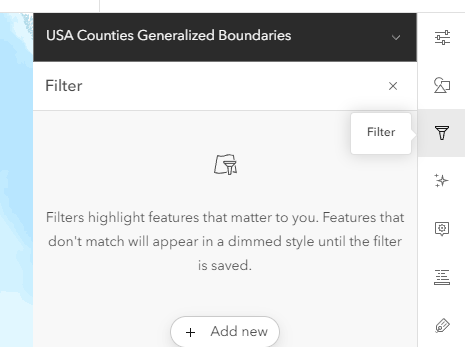 USA Counties Generalized Boundaries
Filter
Filter
Filters highlight features that matter to you. Features that
don't match will appear in a dimmed style until the filter
is saved.
Add new